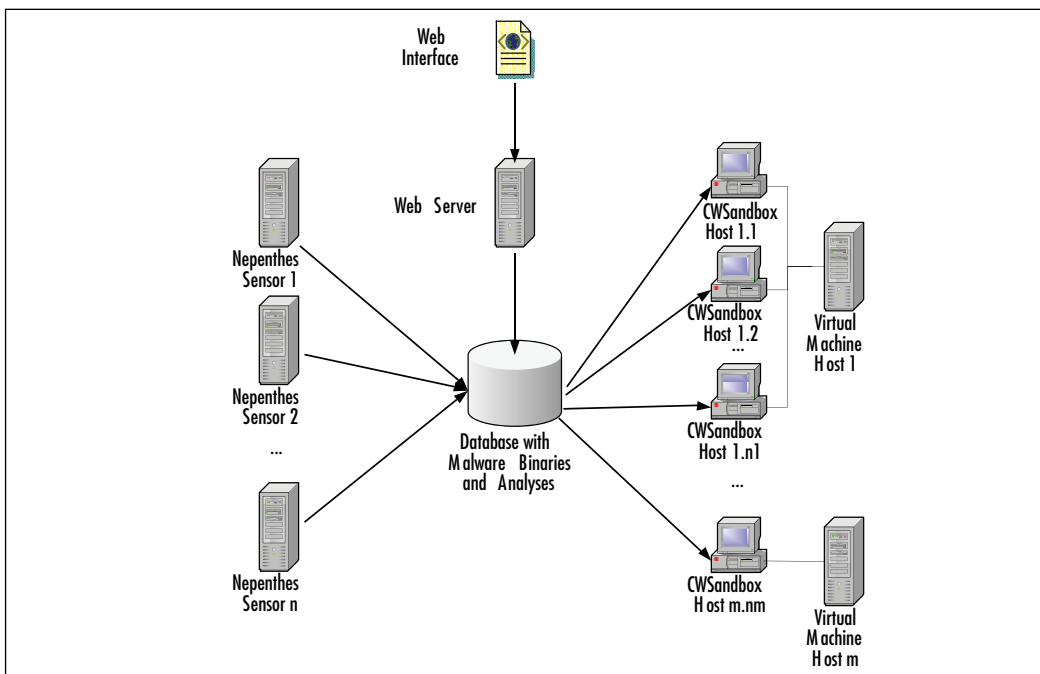 Web
Interface
Web Server
Nepenthes
Sensor 1
Nepenthes
Sensor 2
...
Nepenthes
Sensor n
Database with
Malware Binaries
and Analyses
CWSandbox
Host 1.1
CWSandbox
Host 1.2
...
CWSandbox
Host 1.n1
...
CWSandbox
Host m.nm
Virtual
Machine
Host 1
Virtual
Machine
Host m